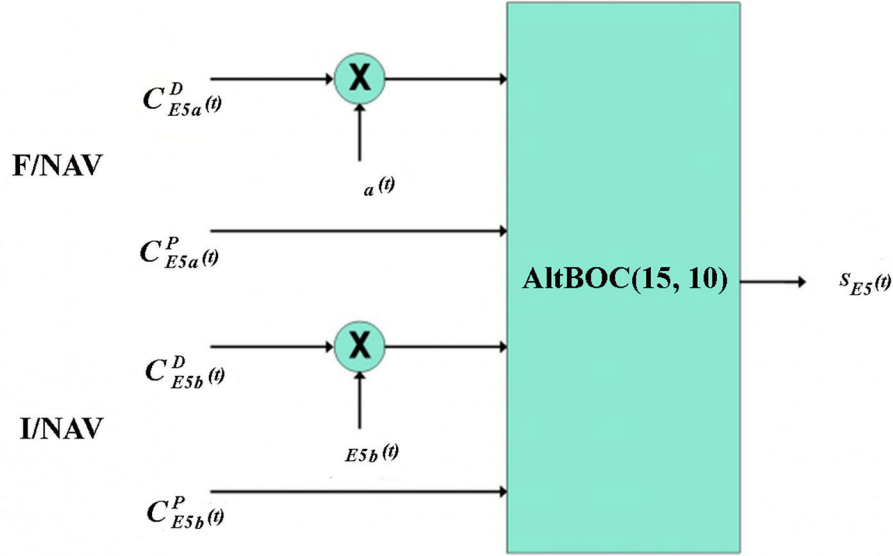 C^D_E5a(t)
X
F/NAV
a(t)
C^P_E5a(t)
AltBOC(15, 10)
S_E5(t)
C^D_E5b(t)
X
I/NAV
E5b(t)
C^P_E5b(t)